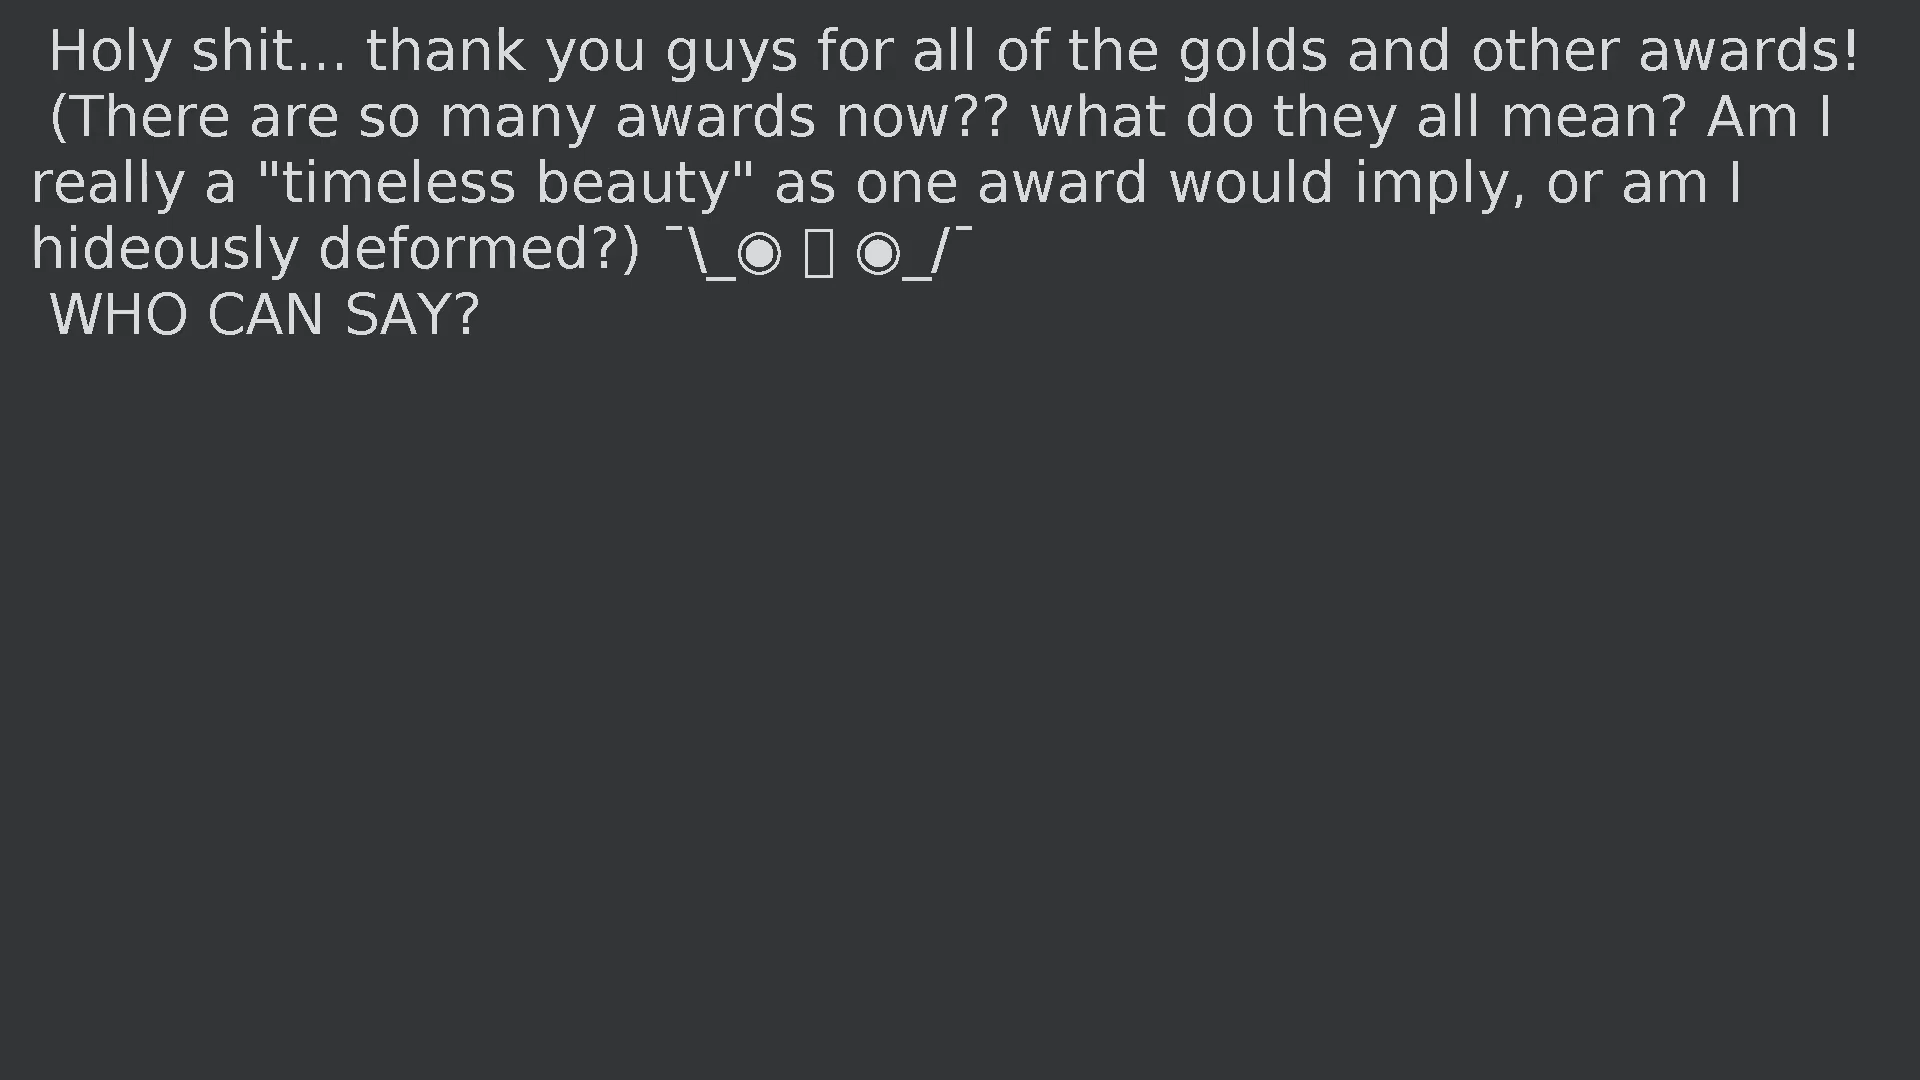 Holy shit... thank you guys for all of the golds and other awards!
(There are so many awards now?? what do they all mean? Am I
really a "timeless beauty" as one award would imply, or am I
hideously deformed?) ¯\_◉ ▯ ◉_/¯
WHO CAN SAY?